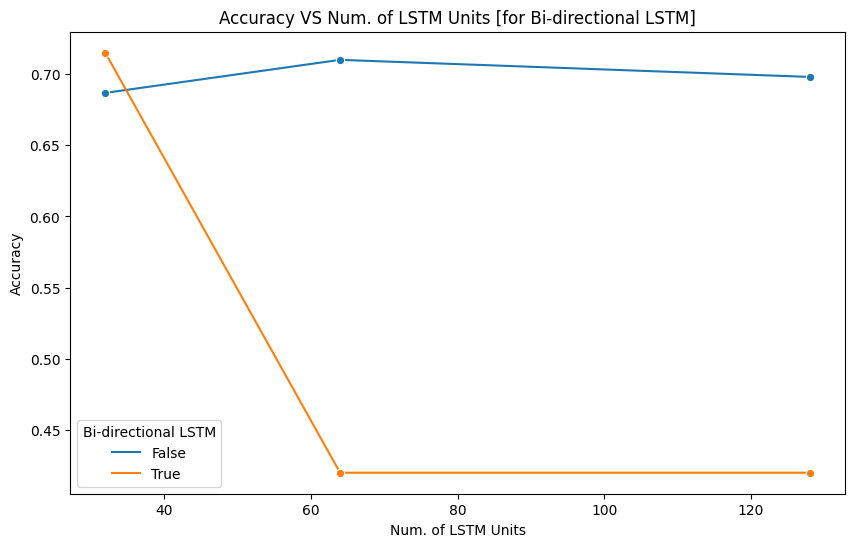 Accuracy VS Num. of LSTM Units [for Bi-directional LSTM]
Accuracy
0.70
0.65
0.60
0.55
0.50
0.45
Bi-directional LSTM
False
True
40
60
80
100
120
Num. of LSTM Units